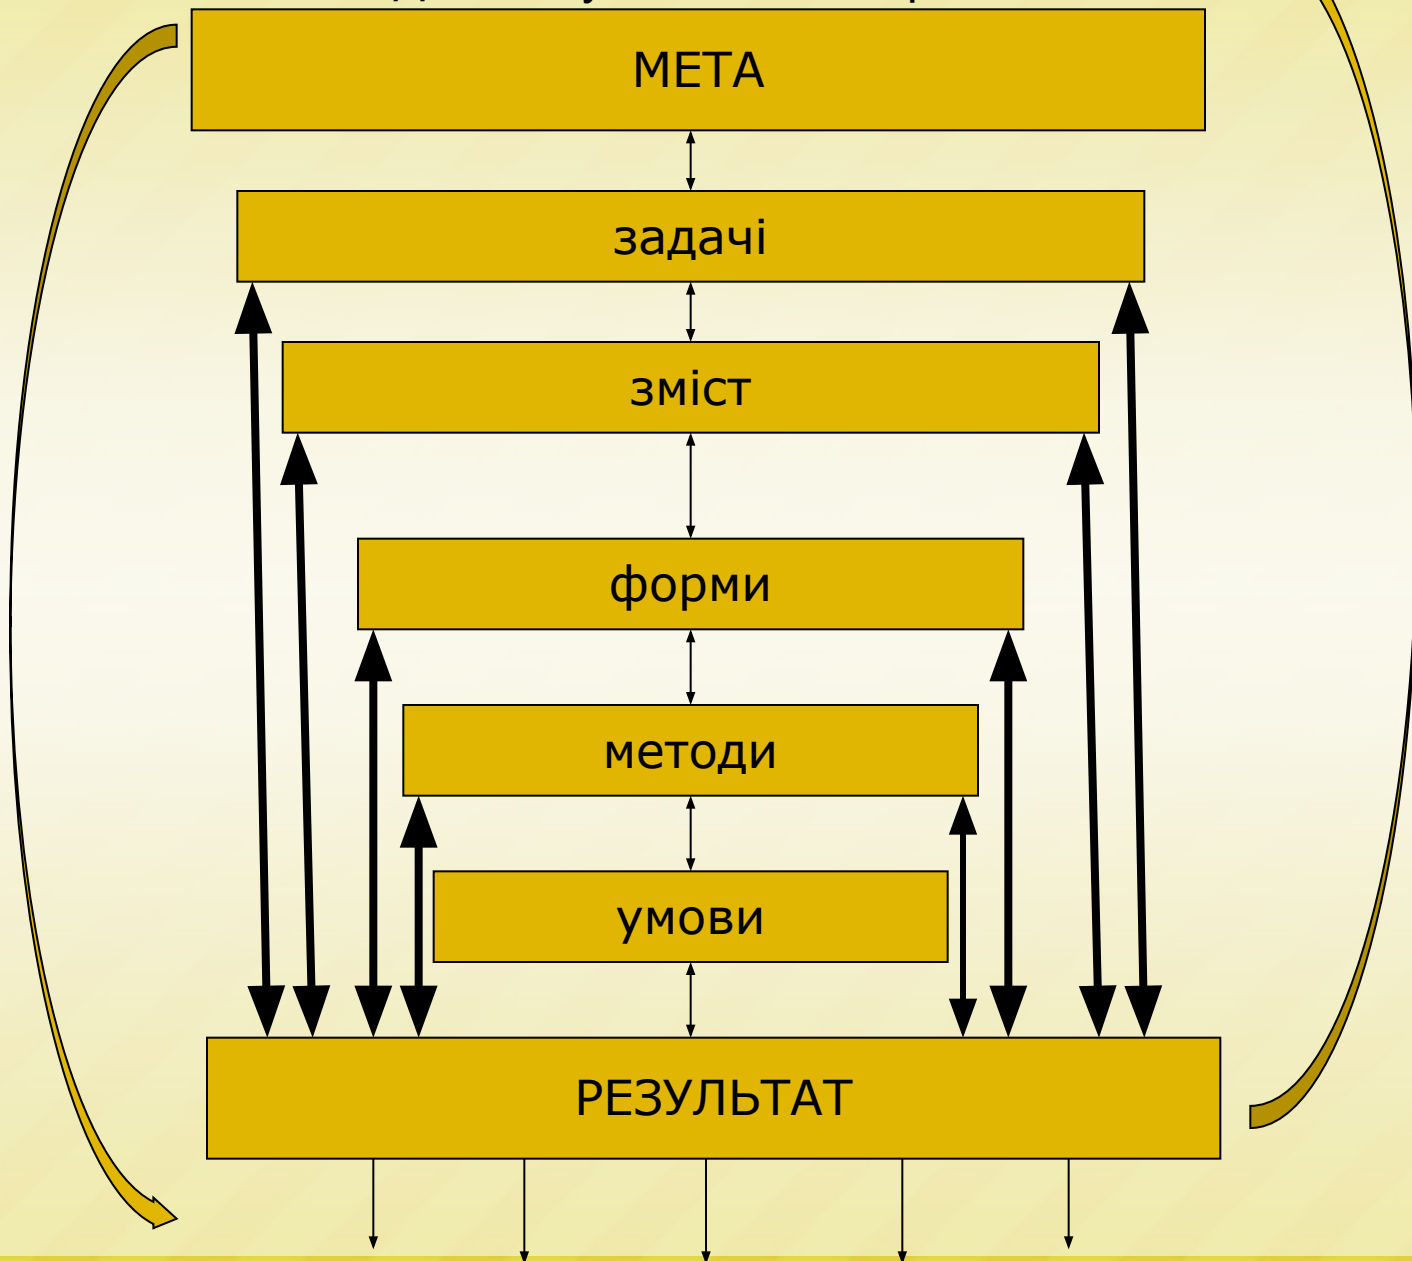 МЕТА
задачі
зміст
форми
методи
умови
РЕЗУЛЬТАТ